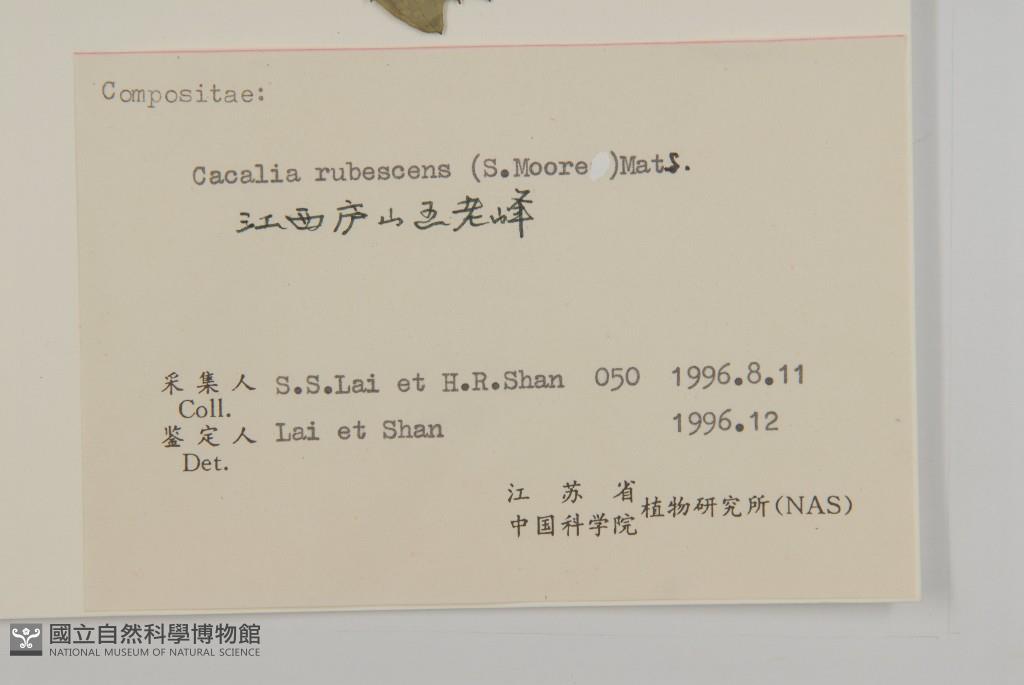 Compositae:
Cacalia rubescens (S.Moore )Mats.
江西庐山五老峰
采集人 S.S.Lai et H.R.Shan 050 1996.8.11
Coll.
鉴定人 Lai et Shan 1996.12
Det.
江苏省
中国科学院 植物研究所(NAS)
國立自然科學博物館
NATIONAL MUSEUM OF NATURAL SCIENCE